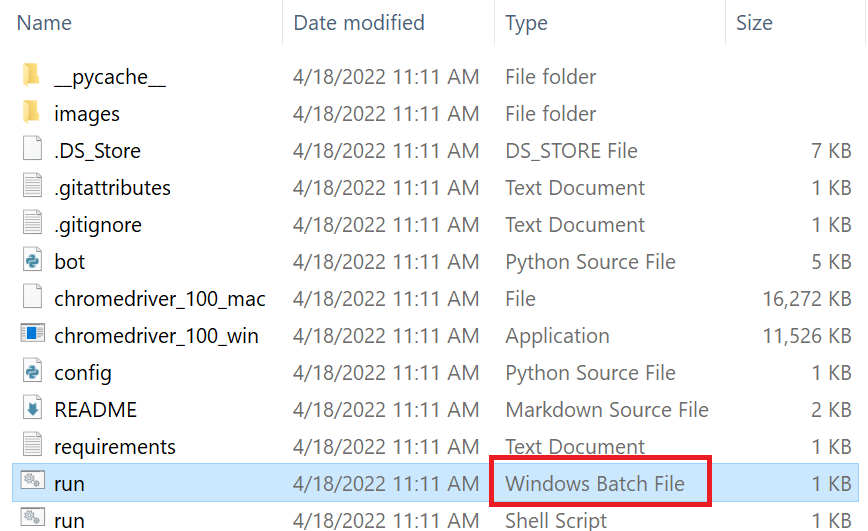 Name Date modified Type Size
__pycache__ 4/18/2022 11:11 AM File folder
images 4/18/2022 11:11 AM File folder
.DS_Store 4/18/2022 11:11 AM DS_STORE File 7 KB
.gitattributes 4/18/2022 11:11 AM Text Document 1 KB
.gitignore 4/18/2022 11:11 AM Text Document 1 KB
bot 4/18/2022 11:11 AM Python Source File 5 KB
chromedriver_100_mac 4/18/2022 11:11 AM File 16,272 KB
chromedriver_100_win 4/18/2022 11:11 AM Application 11,526 KB
config 4/18/2022 11:11 AM Python Source File 1 KB
README 4/18/2022 11:11 AM Markdown Source File 2 KB
requirements 4/18/2022 11:11 AM Text Document 1 KB
run 4/18/2022 11:11 AM Windows Batch File 1 KB
run 4/18/2022 11:11 AM Shell Script 1 KB